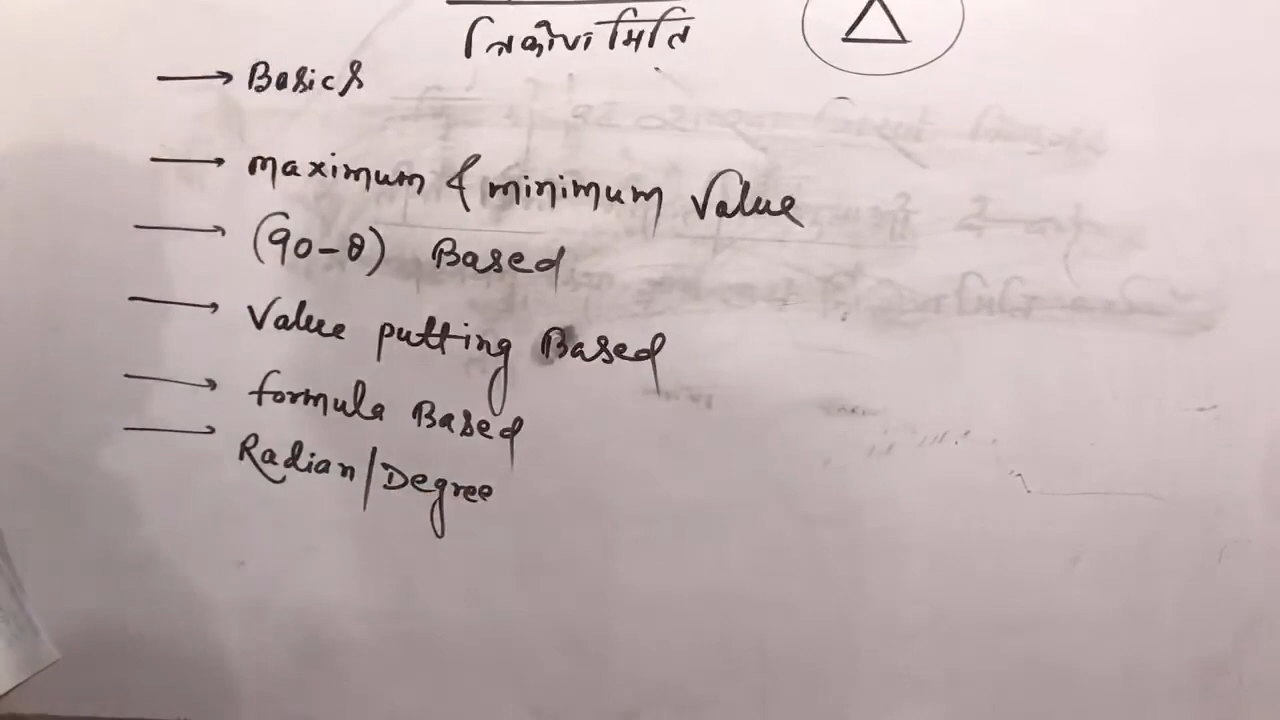 त्रिकोणमिति
→ Basics
→ maximum & minimum Value
→ (90-θ) Based
→ Value putting Based
→ formula Based
→ Radian/Degree